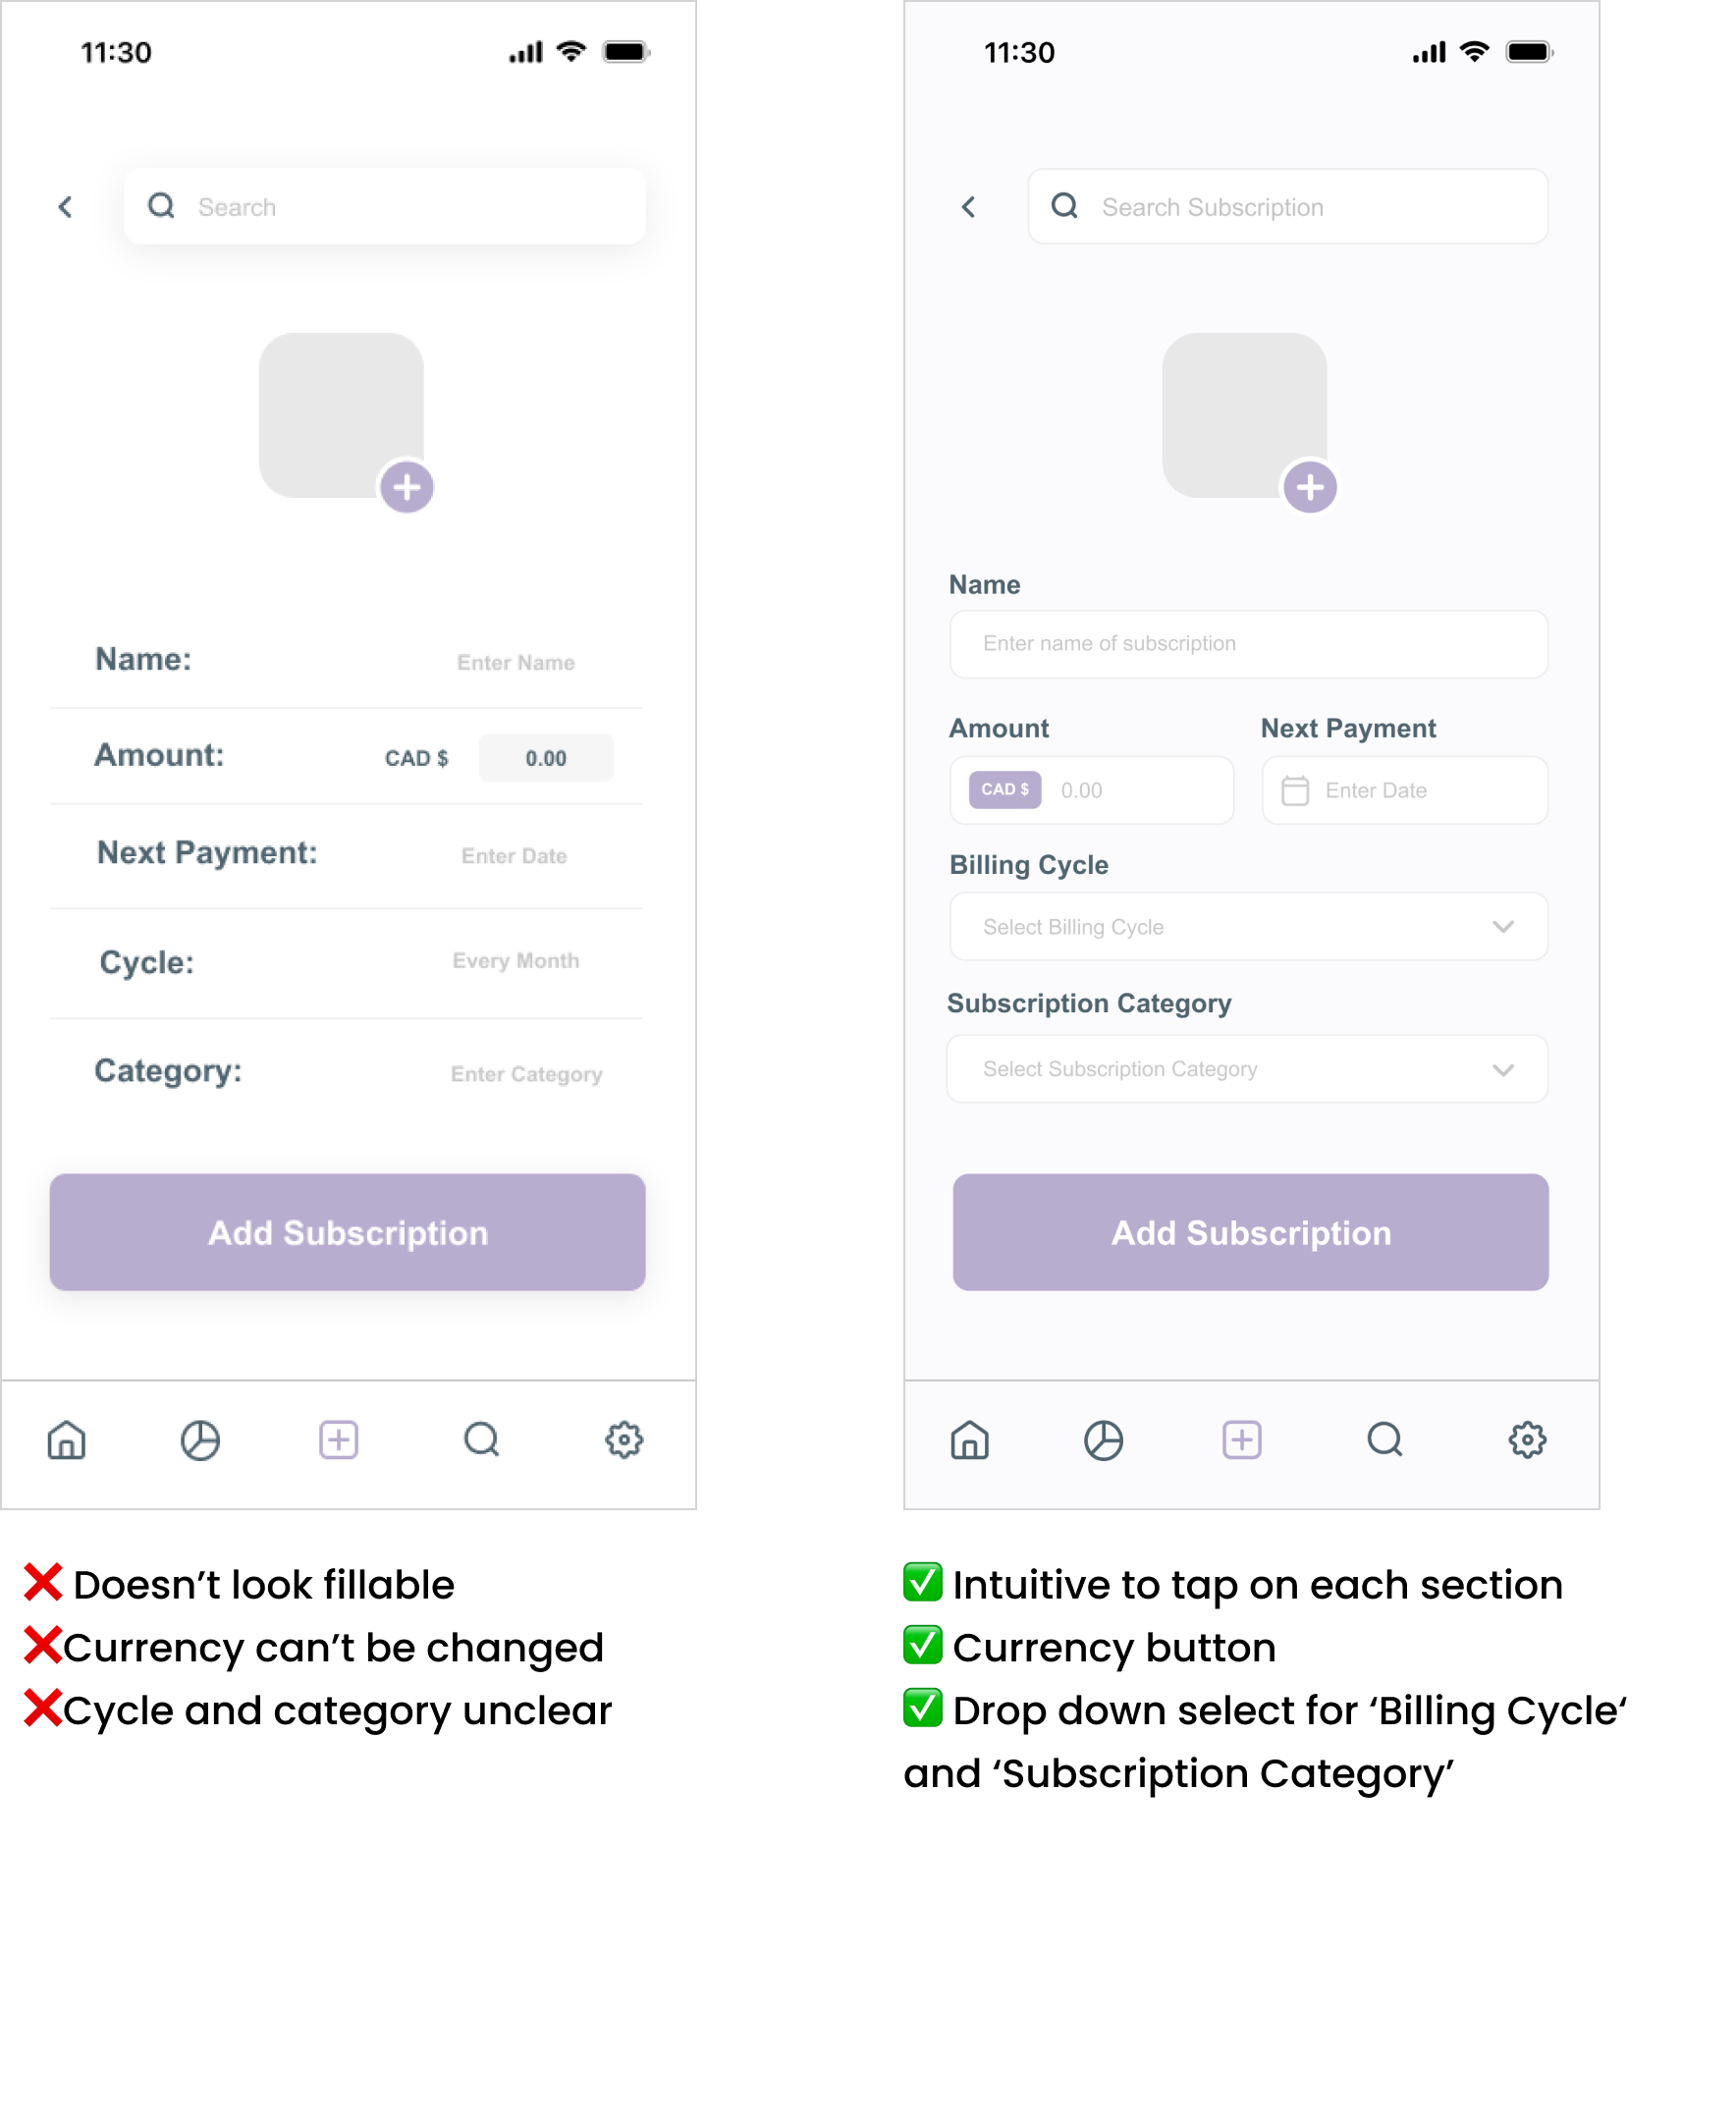 11:30
Search
Name:
Enter Name
Amount:
CAD $
0.00
Next Payment:
Enter Date
Cycle:
Every Month
Category:
Enter Category
Add Subscription
❌ Doesn’t look fillable
❌Currency can’t be changed
❌Cycle and category unclear
11:30
Search Subscription
Name
Enter name of subscription
Amount
Next Payment
CAD $
0.00
Enter Date
Billing Cycle
Select Billing Cycle
Subscription Category
Select Subscription Category
Add Subscription
✅ Intuitive to tap on each section
✅ Currency button
✅ Drop down select for ‘Billing Cycle‘
and ‘Subscription Category’